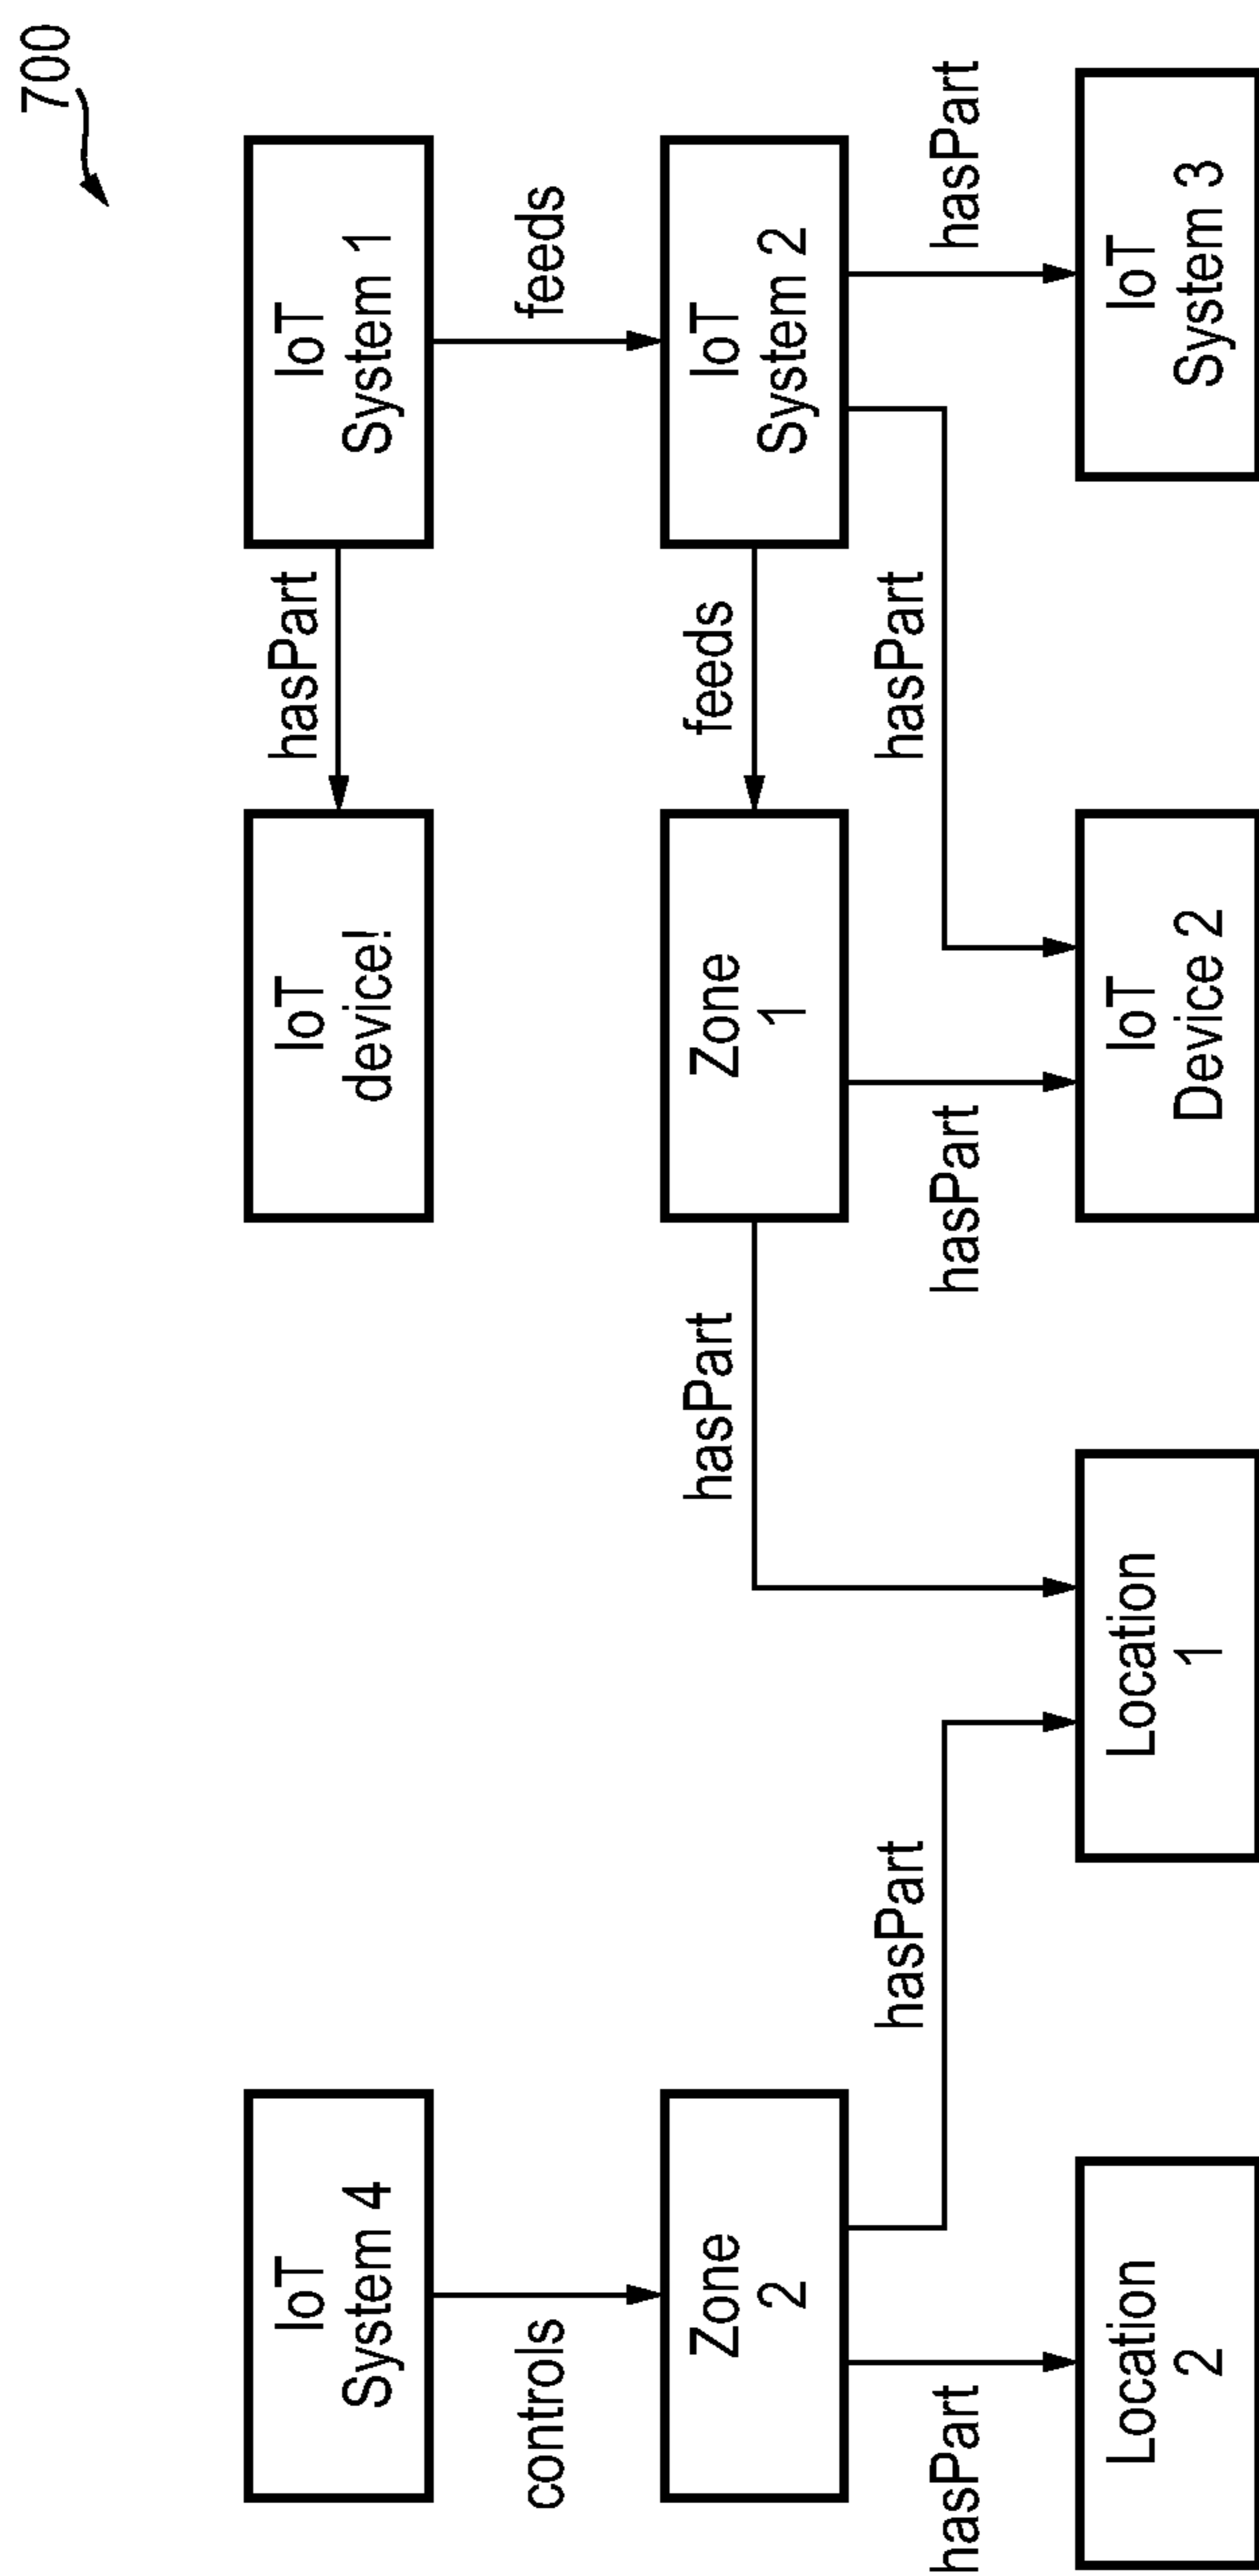 700
IoT
System 4
IoT
device!
IoT
System 1
controls
hasPart
feeds
Zone
2
Zone
1
IoT
System 2
hasPart
feeds
hasPart
hasPart
hasPart
hasPart
hasPart
Location
2
Location
1
IoT
Device 2
IoT
System 3